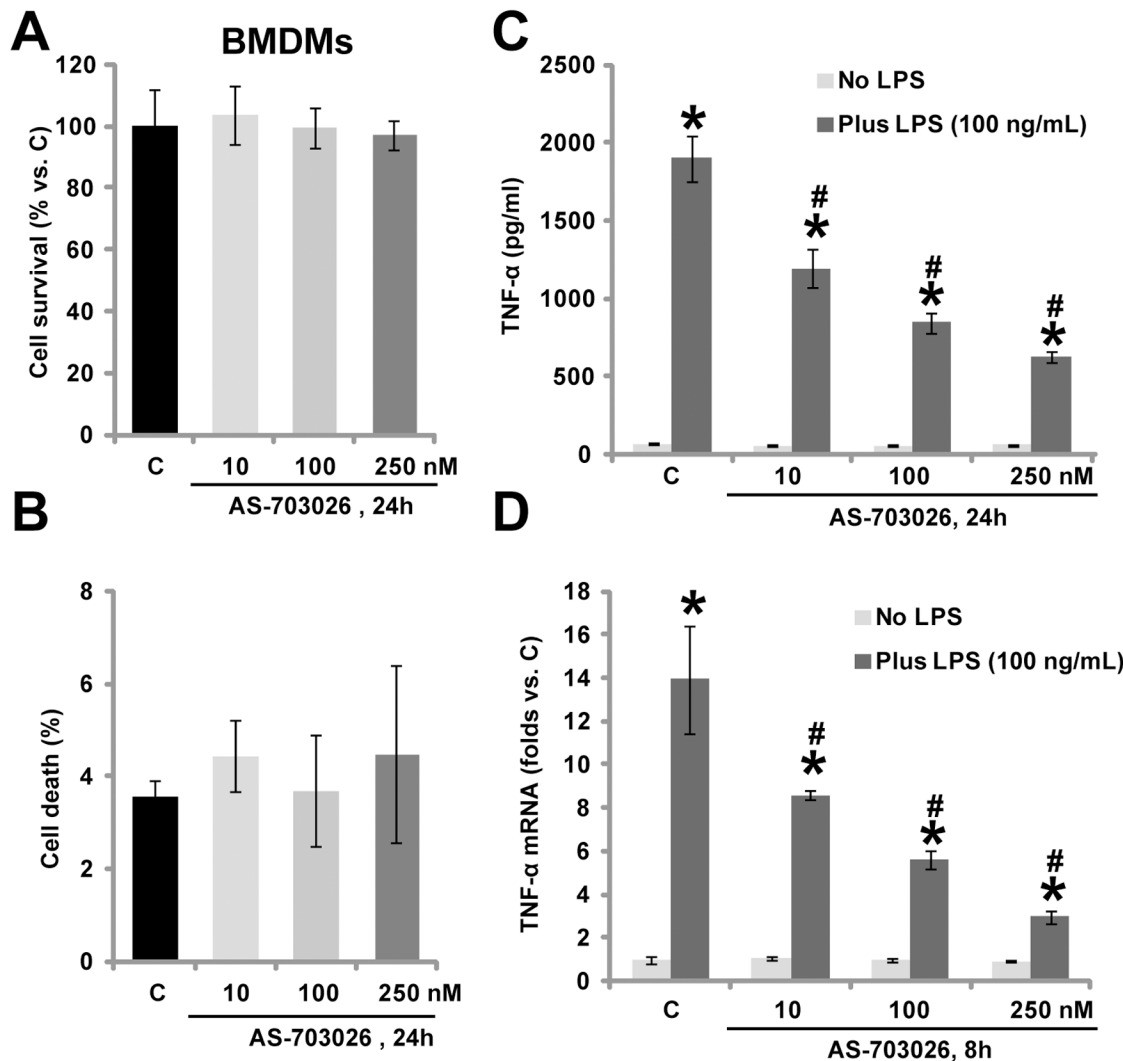 A
BMDMs
Cell survival (% vs. C)
120
100
80
60
40
20
0
C 10 100 250 nM
AS-703026 , 24h
B
Cell death (%)
8
6
4
2
0
C 10 100 250 nM
AS-703026 , 24h
C
TNF-α (pg/ml)
2500
2000
1500
1000
500
0
No LPS
Plus LPS (100 ng/mL)
*
#
*
#
*
#
*
C 10 100 250 nM
AS-703026, 24h
D
TNF-α mRNA (folds vs. C)
18
16
14
12
10
8
6
4
2
0
No LPS
Plus LPS (100 ng/mL)
*
#
*
#
*
#
*
C 10 100 250 nM
AS-703026, 8h